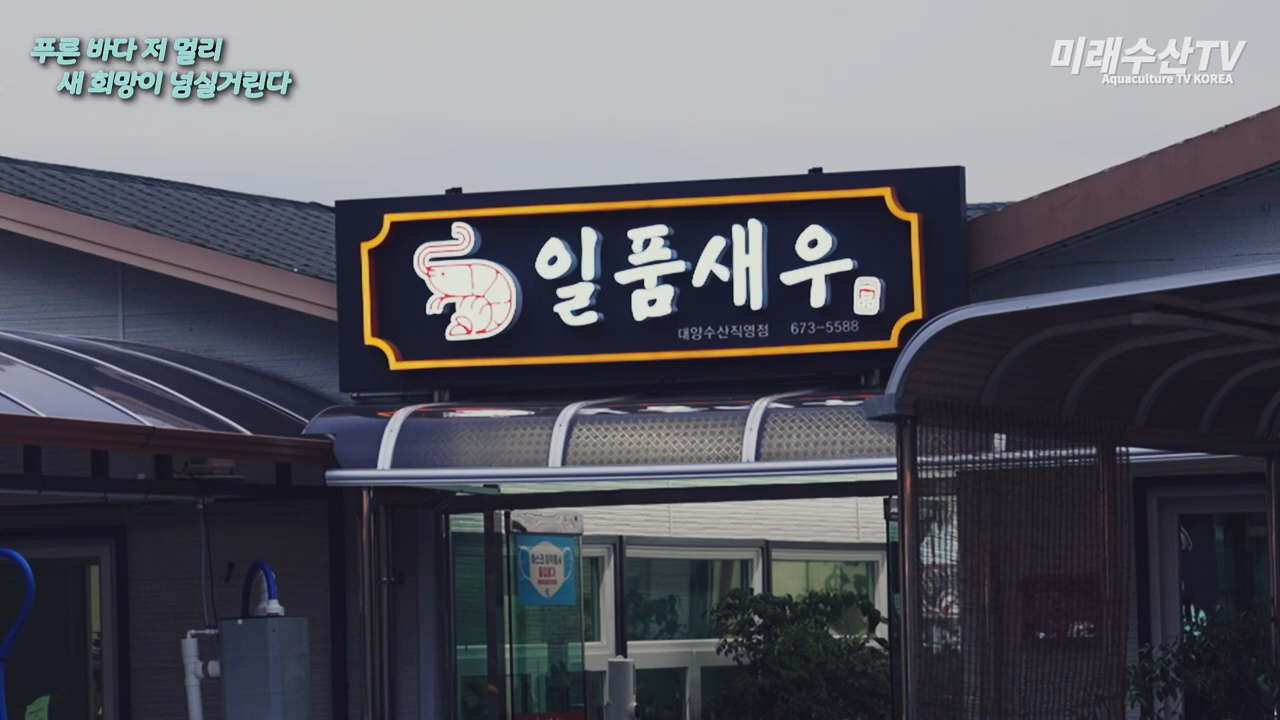 푸른 바다 저 멀리
새 희망이 넘실거린다
미래수산TV
Aquaculture TV KOREA
일품새우
대양수산직영점 673-5588